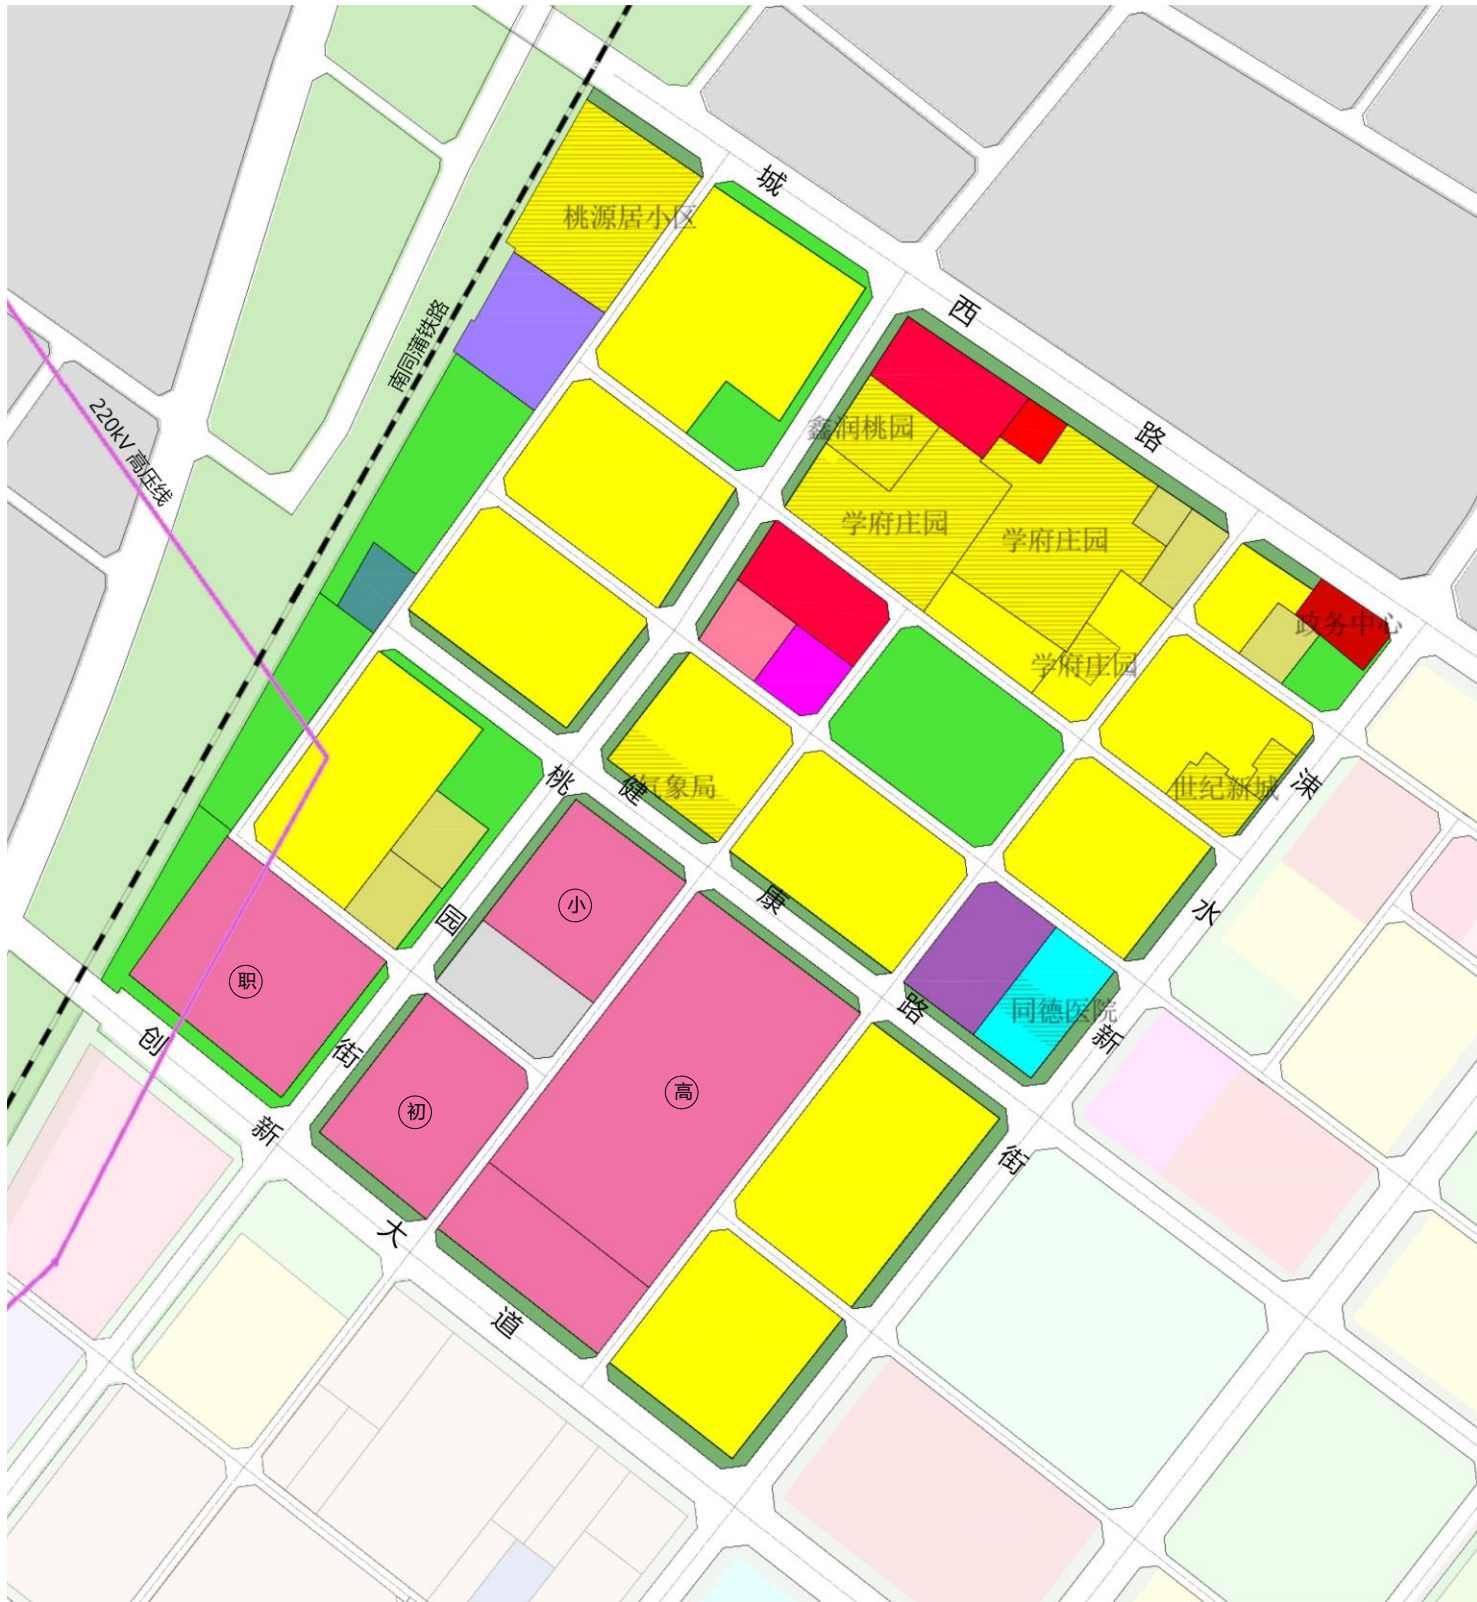 城西路
桃源居小区
南同蒲铁路
220kV 高压线
鑫润桃园
学府庄园
学府庄园
学府庄园
政务中心
世纪新城
气象局
健康路
桃园街
涑水新街
同德医院
小
职
初
高
创新大道